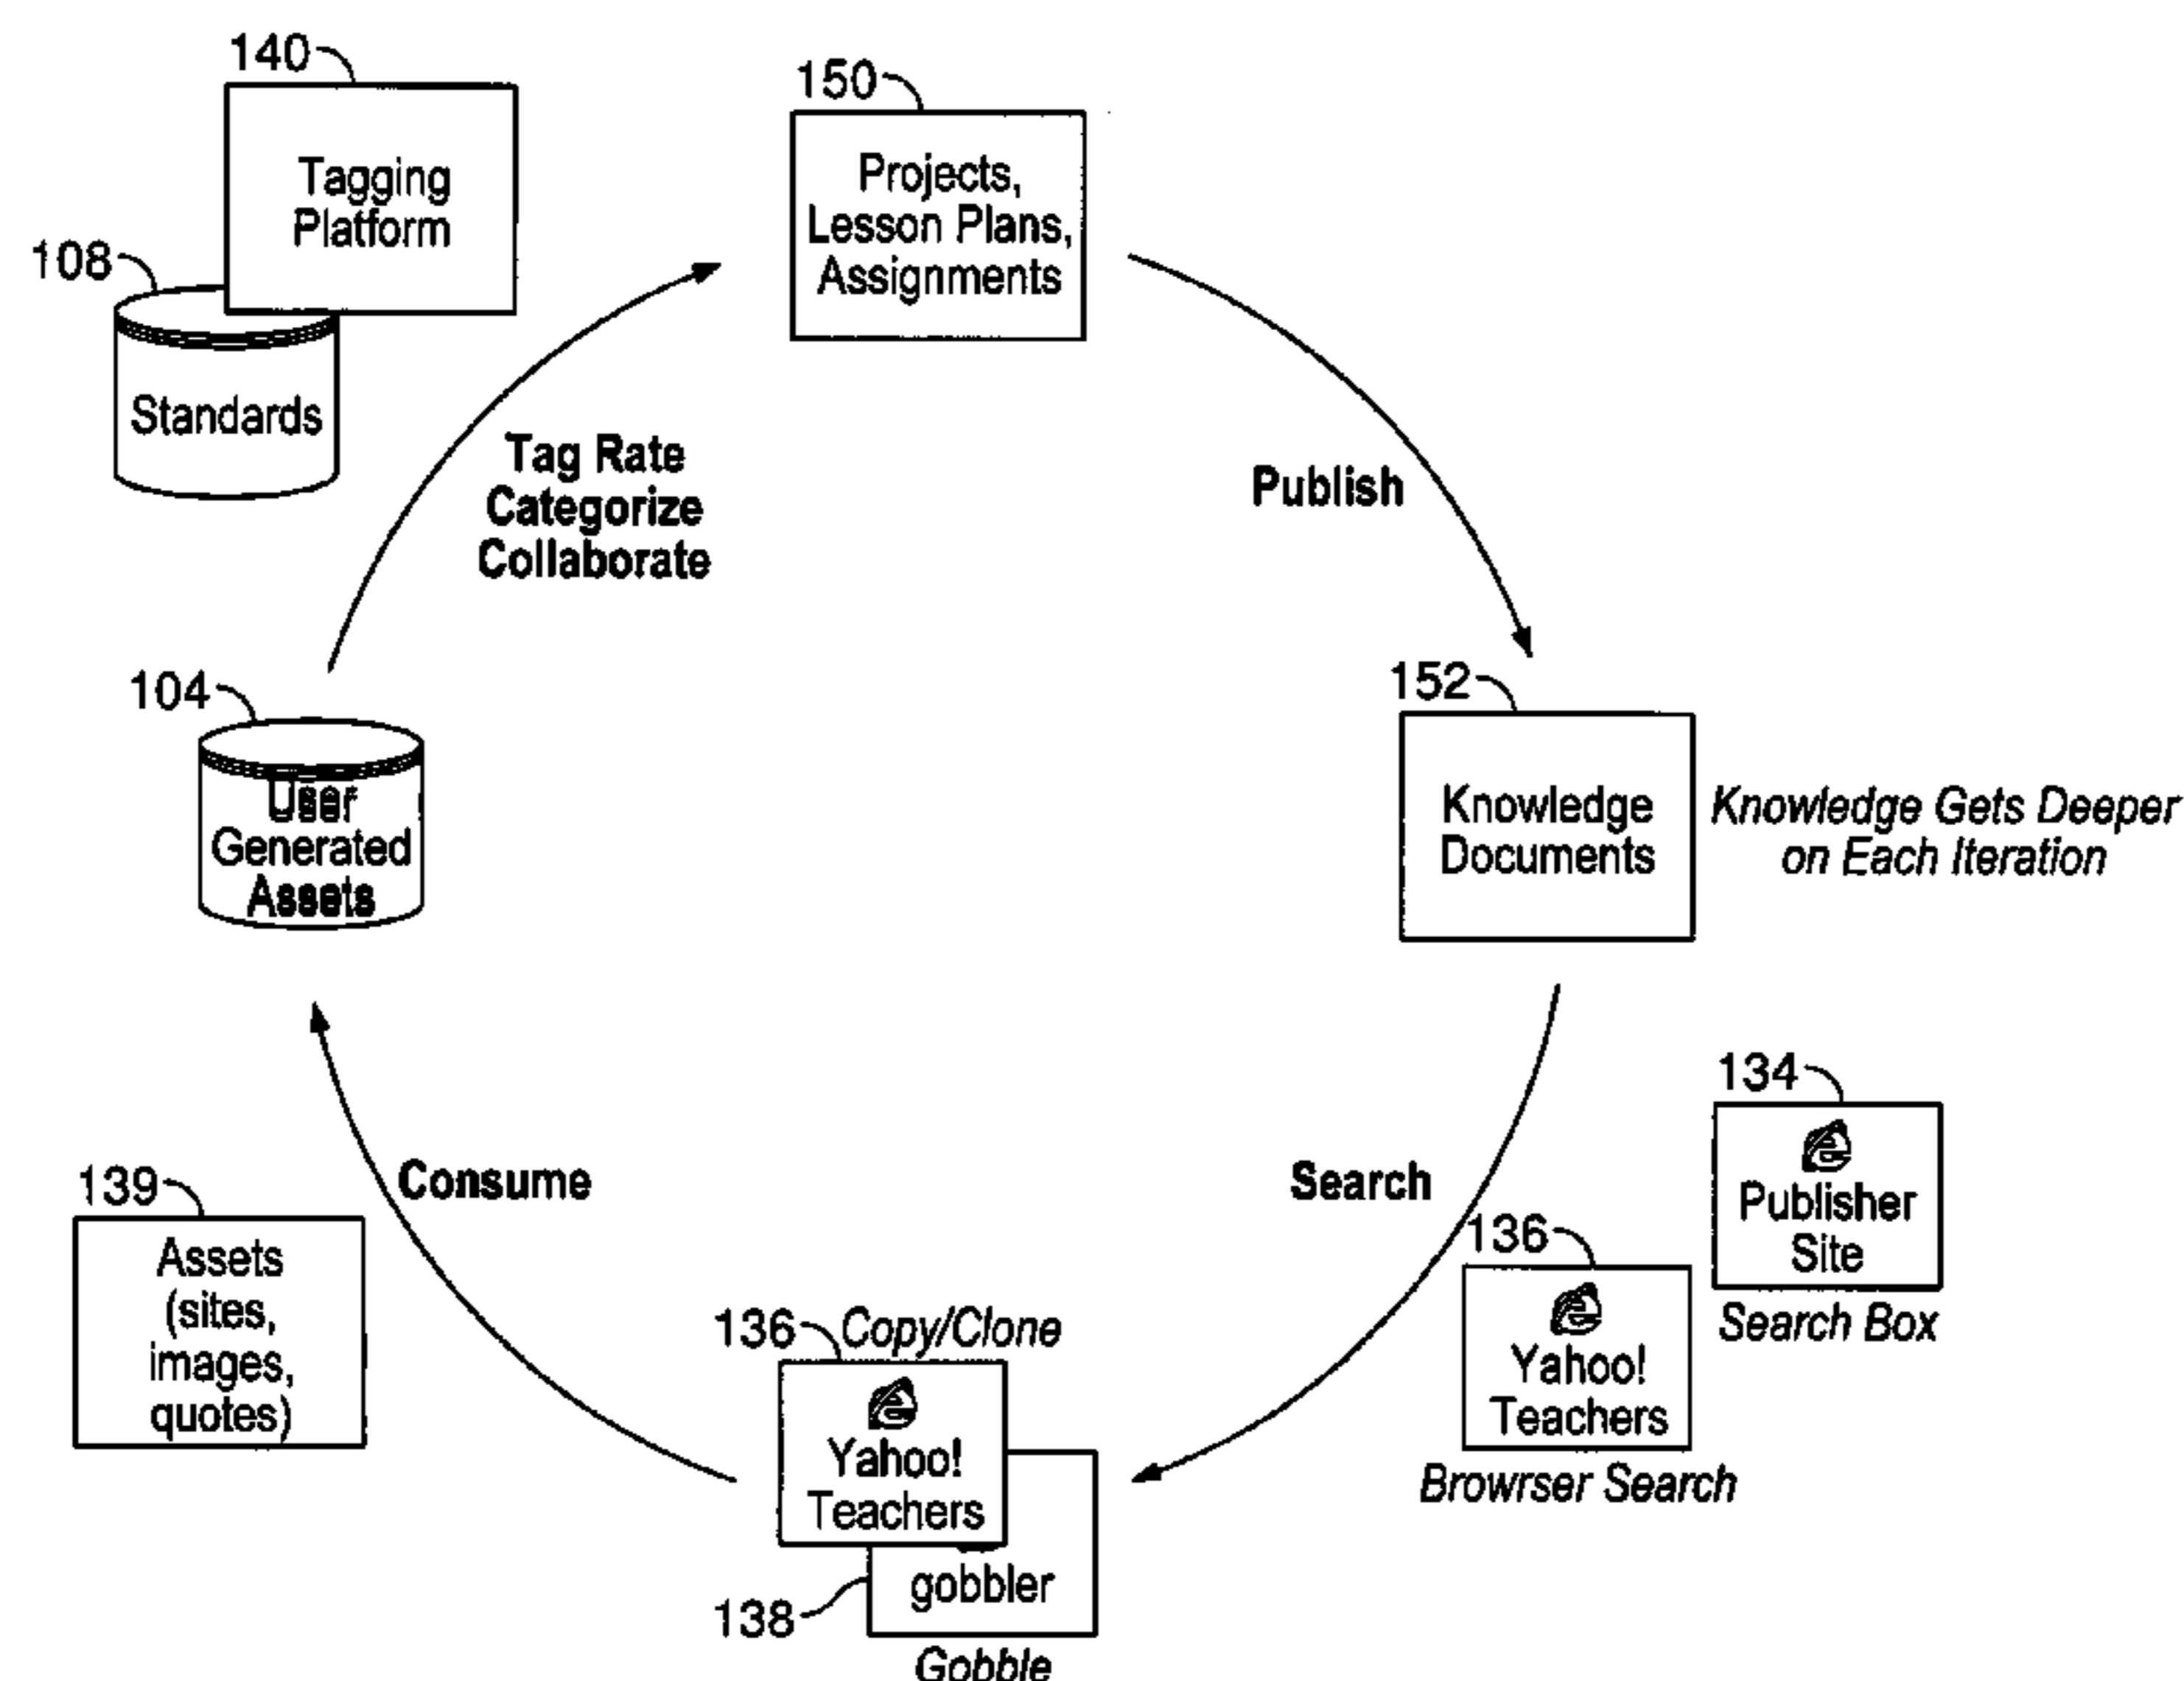 140
Tagging
Platform
108
Standards
150
Projects,
Lesson Plans,
Assignments
Tag Rate
Categorize
Collaborate
Publish
104
User
Generated
Assets
152
Knowledge
Documents
Knowledge Gets Deeper
on Each Iteration
134
Publisher
Site
Search Box
139
Assets
(sites,
images,
quotes)
Consume
Search
136
Yahoo!
Teachers
Browrser Search
136
Copy/Clone
Yahoo!
Teachers
138
gobbler
Gobble